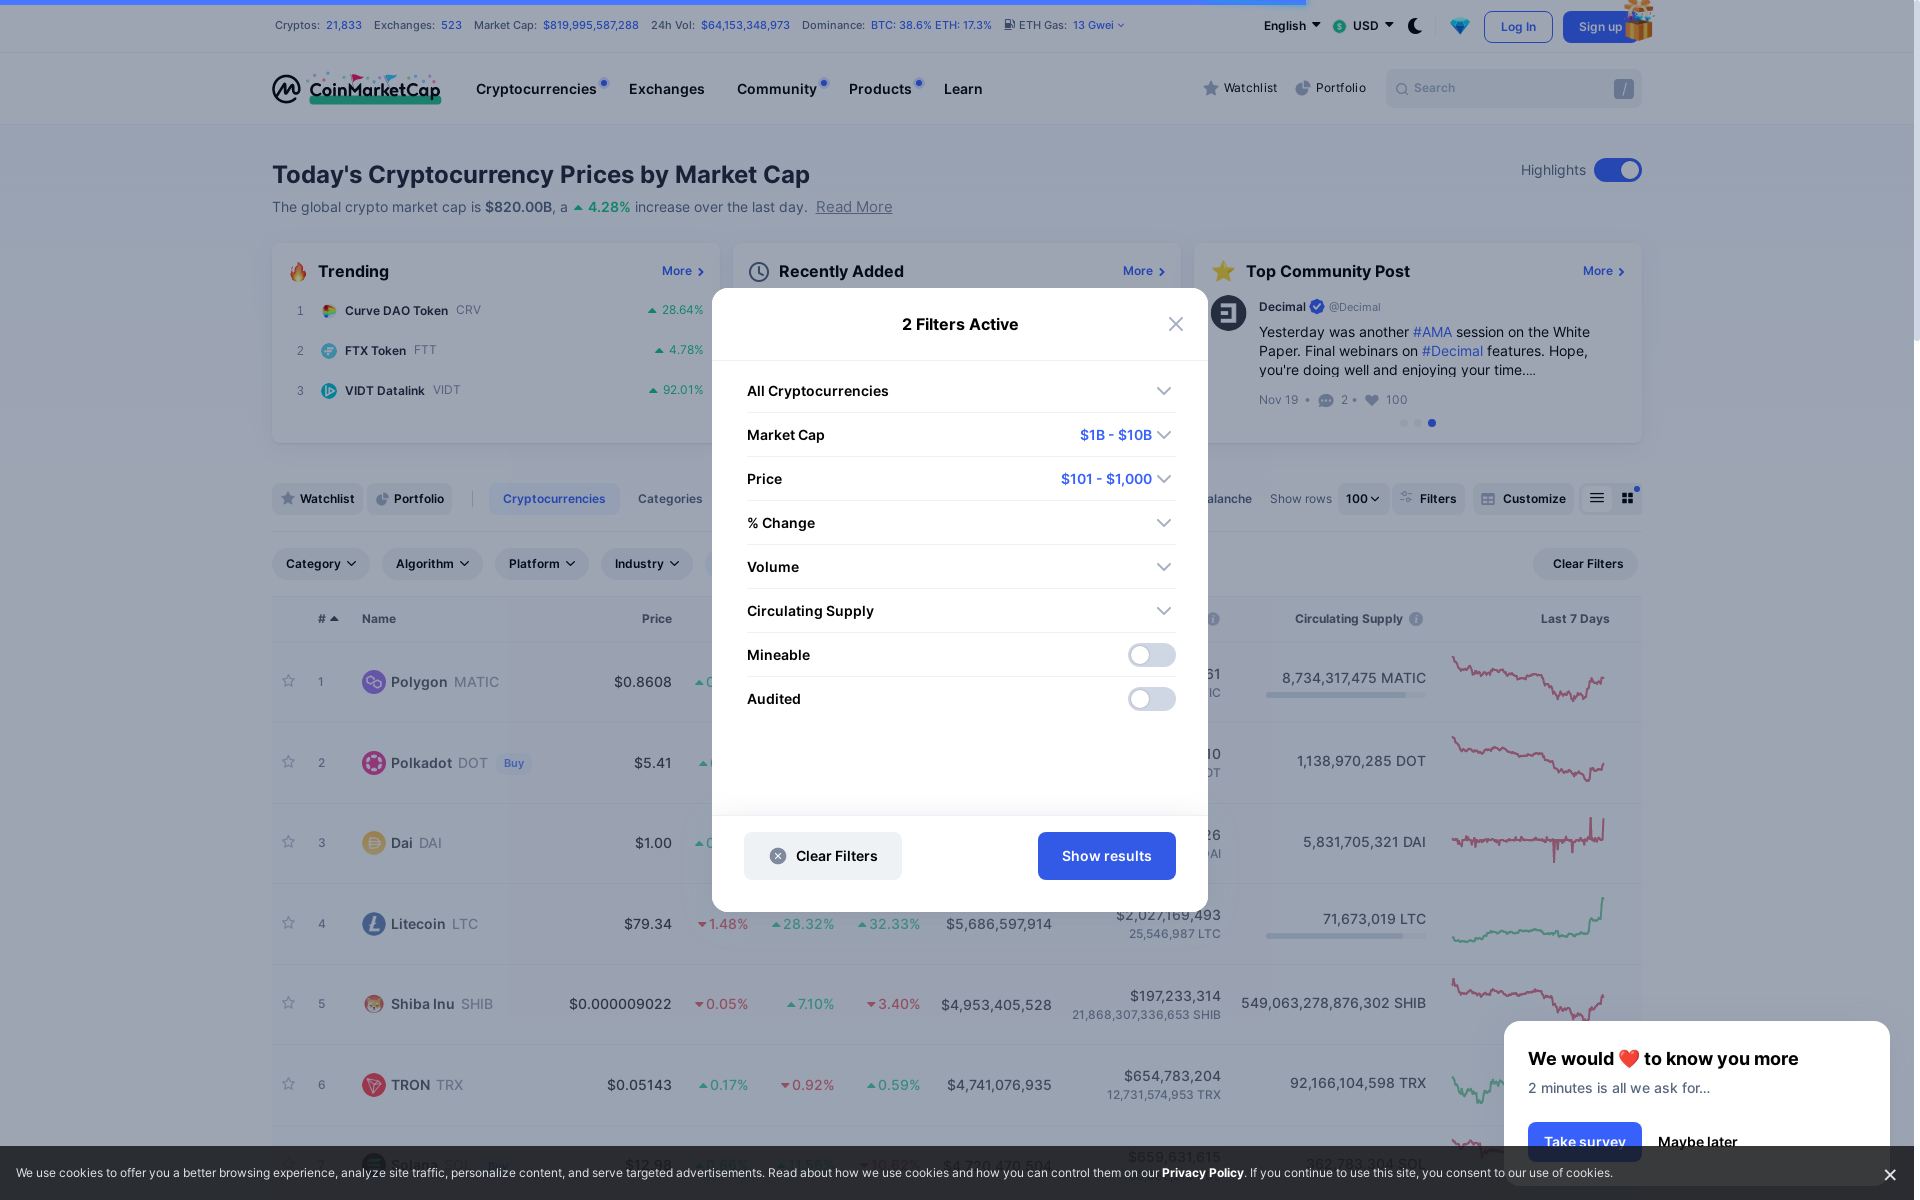 Cryptos: 21,833 Exchanges: 523 Market Cap: $819,995,587,288 24h Vol: $64,153,348,973 Dominance: BTC: 38.6% ETH: 17.3% ETH Gas: 13 Gwei
English USD Log In Sign up
CoinMarketCap Cryptocurrencies Exchanges Community Products Learn Watchlist Portfolio Search /
Today's Cryptocurrency Prices by Market Cap Highlights
The global crypto market cap is $820.00B, a 4.28% increase over the last day. Read More
Trending More
1 Curve DAO Token CRV 28.64%
2 FTX Token FTT 4.78%
3 VIDT Datalink VIDT 92.01%
Recently Added More
Top Community Post More
Decimal @Decimal
Yesterday was another #AMA session on the White
Paper. Final webinars on #Decimal features. Hope,
you're doing well and enjoying your time....
Nov 19 • 2 • 100
2 Filters Active
All Cryptocurrencies
Market Cap $1B - $10B
Price $101 - $1,000
% Change
Volume
Circulating Supply
Mineable
Audited
Clear Filters Show results
Watchlist Portfolio Cryptocurrencies Categories alanche Show rows 100 Filters Customize
Category Algorithm Platform Industry Clear Filters
# Name Price Circulating Supply Last 7 Days
1 Polygon MATIC $0.8608 8,734,317,475 MATIC
2 Polkadot DOT Buy $5.41 1,138,970,285 DOT
3 Dai DAI $1.00 5,831,705,321 DAI
4 Litecoin LTC $79.34 1.48% 28.32% 32.33% $5,686,597,914 $2,027,169,493 71,673,019 LTC
25,546,987 LTC
5 Shiba Inu SHIB $0.000009022 0.05% 7.10% 3.40% $4,953,405,528 $197,233,314 549,063,278,876,302 SHIB
21,868,307,336,653 SHIB
6 TRON TRX $0.05143 0.17% 0.92% 0.59% $4,741,076,935 $654,783,204 92,166,104,598 TRX
12,731,574,953 TRX
$659,631,615
We would ❤️ to know you more
2 minutes is all we ask for...
Take survey Maybe later
We use cookies to offer you a better browsing experience, analyze site traffic, personalize content, and serve targeted advertisements. Read about how we use cookies and how you can control them on our Privacy Policy. If you continue to use this site, you consent to our use of cookies.